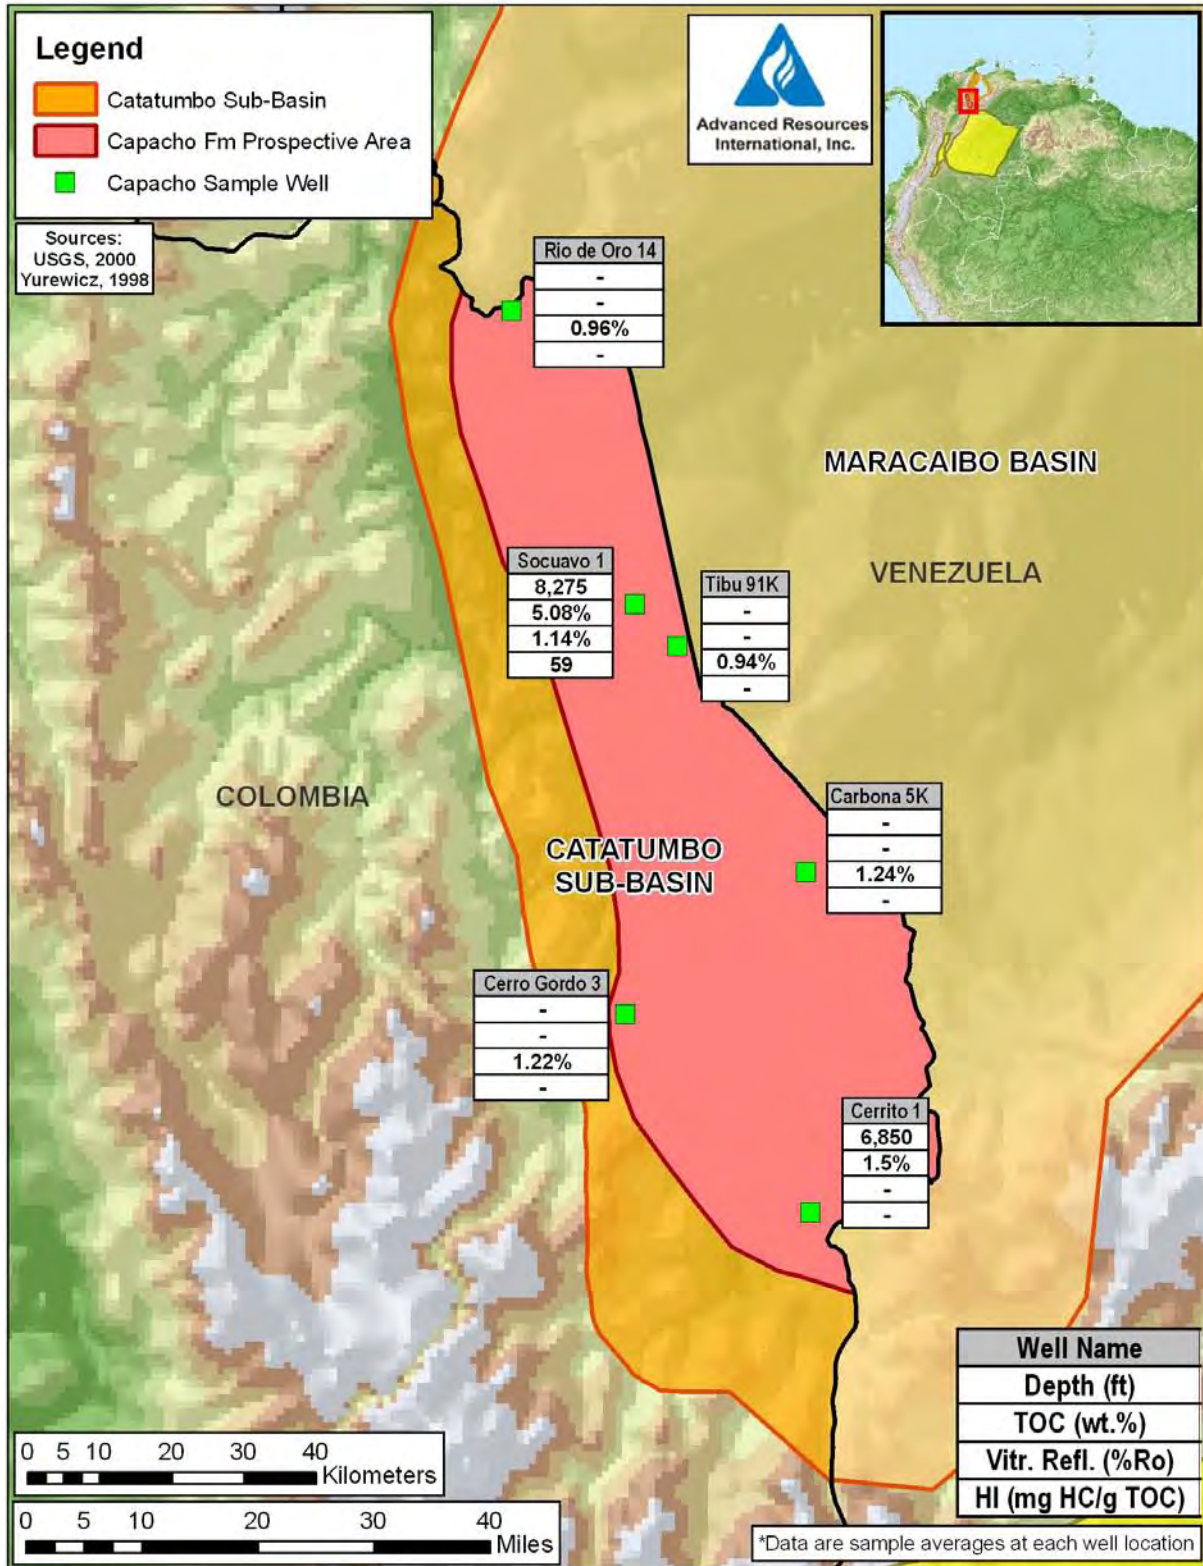 Legend
Catatumbo Sub-Basin
Capacho Fm Prospective Area
Capacho Sample Well
Sources:
USGS, 2000
Yurewicz, 1998
Advanced Resources
International, Inc.
Rio de Oro 14
-
-
0.96%
-
MARACAIBO BASIN
VENEZUELA
Socuavo 1
8,275
5.08%
1.14%
59
Tibu 91K
-
-
0.94%
-
COLOMBIA
CATATUMBO
SUB-BASIN
Carbona 5K
-
-
1.24%
-
Cerro Gordo 3
-
-
1.22%
-
Cerrito 1
6,850
1.5%
-
-
Well Name
Depth (ft)
TOC (wt.%)
Vitr. Refl. (%Ro)
HI (mg HC/g TOC)
0 5 10 20 30 40
Kilometers
0 5 10 20 30 40
Miles
*Data are sample averages at each well location